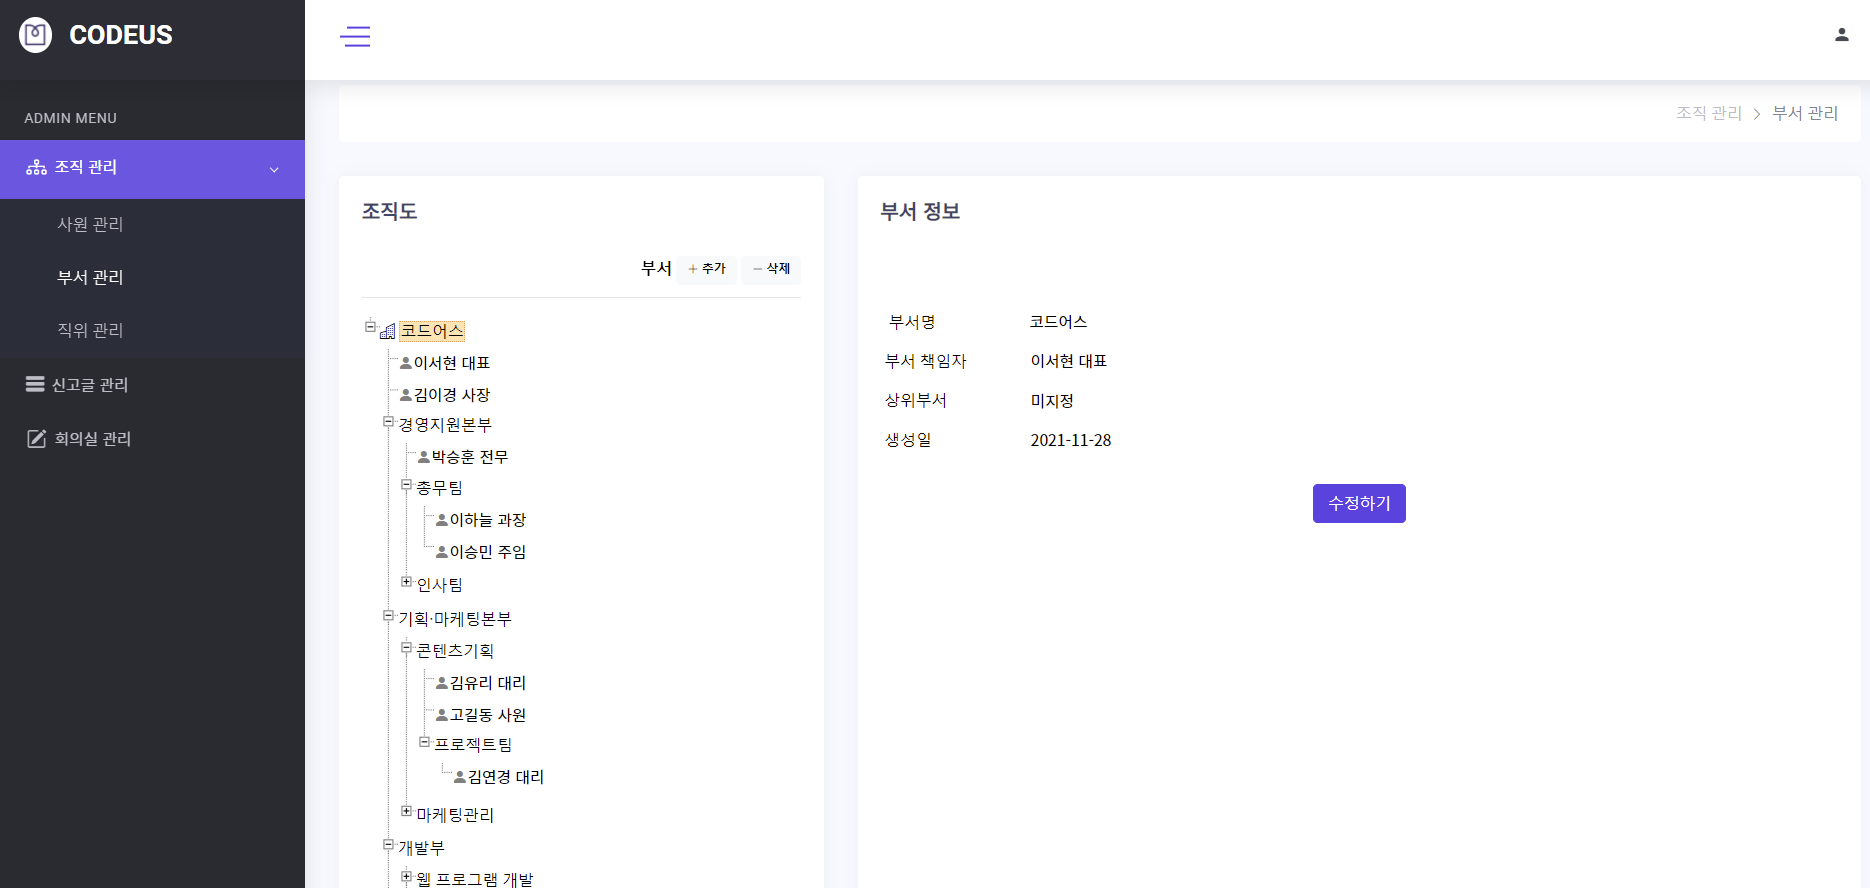 CODEUS
ADMIN MENU
조직 관리
사원 관리
부서 관리
직위 관리
신고글 관리
회의실 관리
조직 관리 > 부서 관리
조직도
부서 + 추가 − 삭제
코드어스
이서현 대표
김이경 사장
경영지원본부
박승훈 전무
총무팀
이하늘 과장
이승민 주임
인사팀
기획·마케팅본부
콘텐츠기획
김유리 대리
고길동 사원
프로젝트팀
김연경 대리
마케팅관리
개발부
웹 프로그램 개발
부서 정보
부서명 코드어스
부서 책임자 이서현 대표
상위부서 미지정
생성일 2021-11-28
수정하기